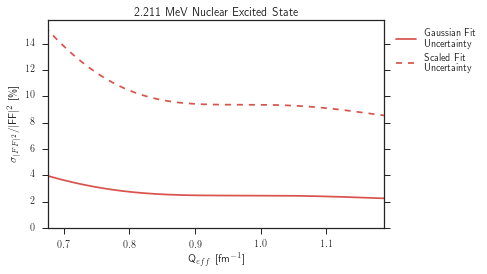 2.211 MeV Nuclear Excited State
Gaussian Fit
Uncertainty
Scaled Fit
Uncertainty
σ|FF|²/|FF|² [%]
14
12
10
8
6
4
2
0
0.7 0.8 0.9 1.0 1.1
Qeff [fm⁻¹]